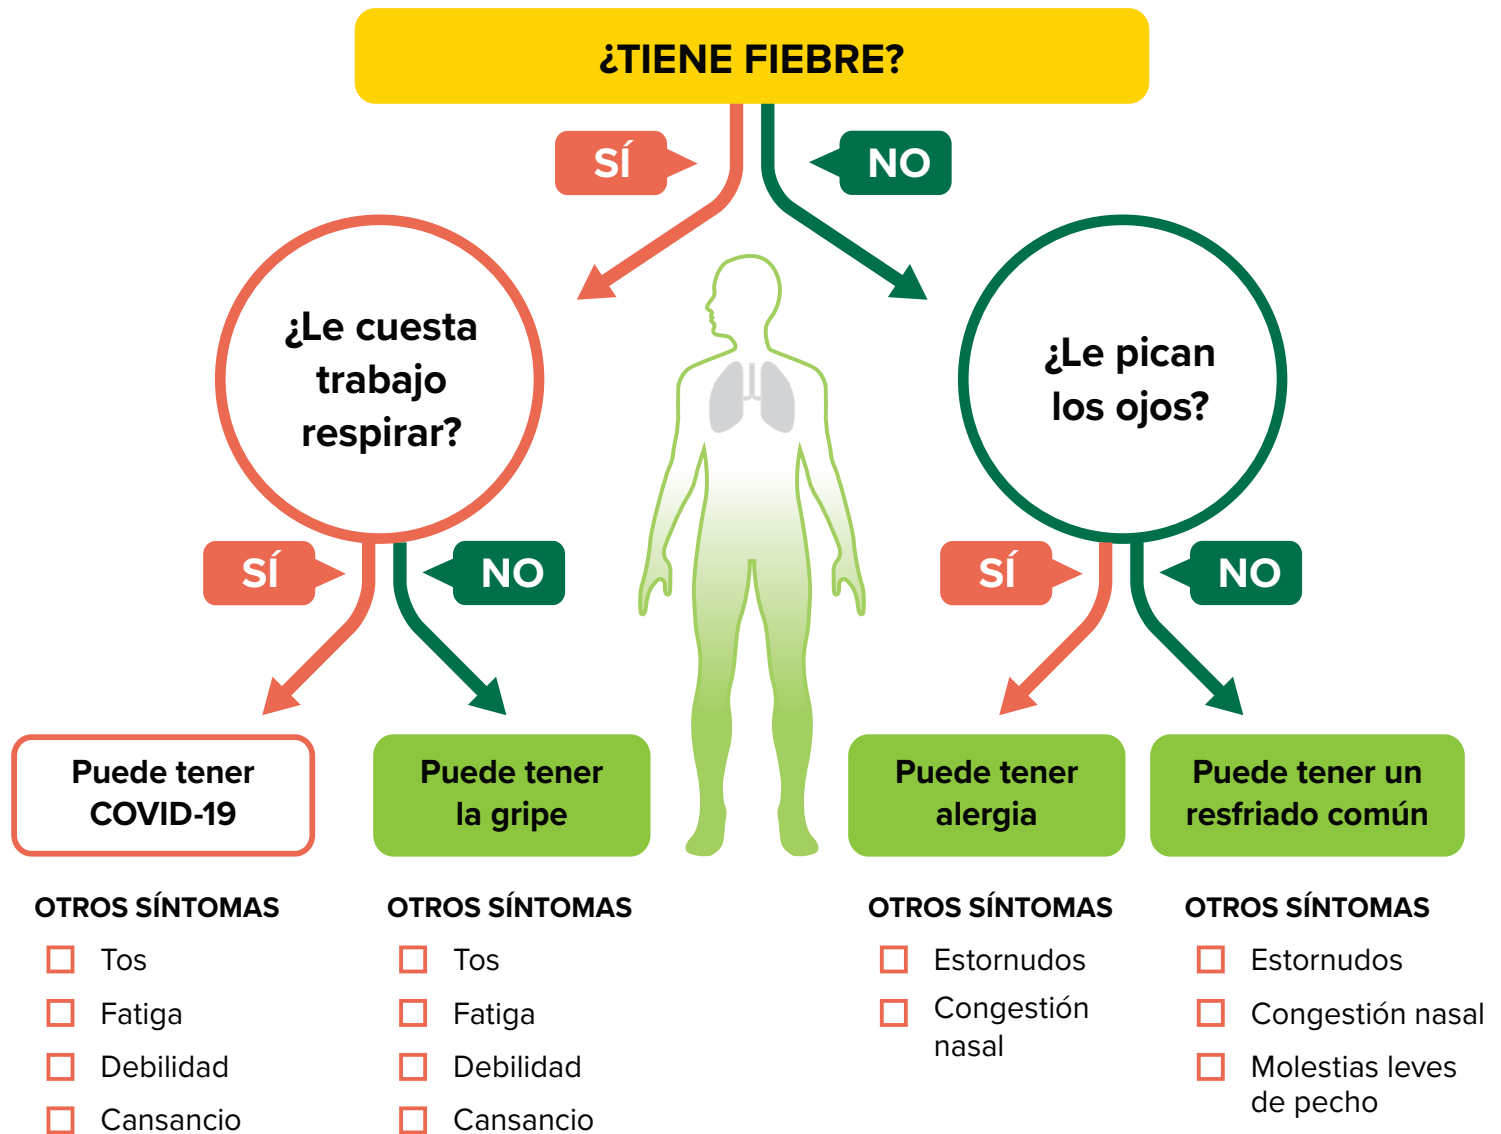 ¿TIENE FIEBRE?
SÍ
NO
¿Le cuesta
trabajo
respirar?
¿Le pican
los ojos?
SÍ
NO
SÍ
NO
Puede tener
COVID-19
Puede tener
la gripe
Puede tener
alergia
Puede tener un
resfriado común
OTROS SÍNTOMAS
Tos
Fatiga
Debilidad
Cansancio
OTROS SÍNTOMAS
Tos
Fatiga
Debilidad
Cansancio
OTROS SÍNTOMAS
Estornudos
Congestión
nasal
OTROS SÍNTOMAS
Estornudos
Congestión nasal
Molestias leves
de pecho